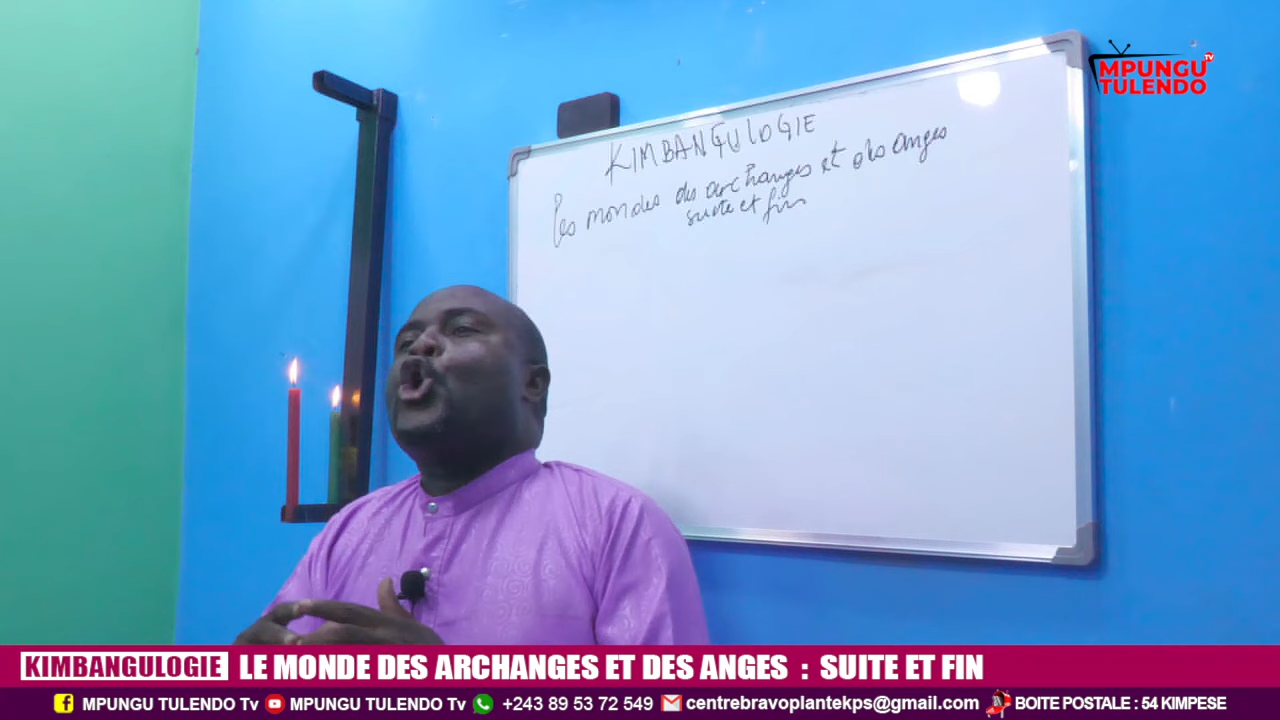 MPUNGU TV
TULENDO
KIMBANGULOGIE
Les mondes des archanges et des anges
suite et fin
KIMBANGULOGIE LE MONDE DES ARCHANGES ET DES ANGES : SUITE ET FIN
MPUNGU TULENDO Tv MPUNGU TULENDO Tv +243 89 53 72 549 centrebravoplantekps@gmail.com BOITE POSTALE : 54 KIMPESE